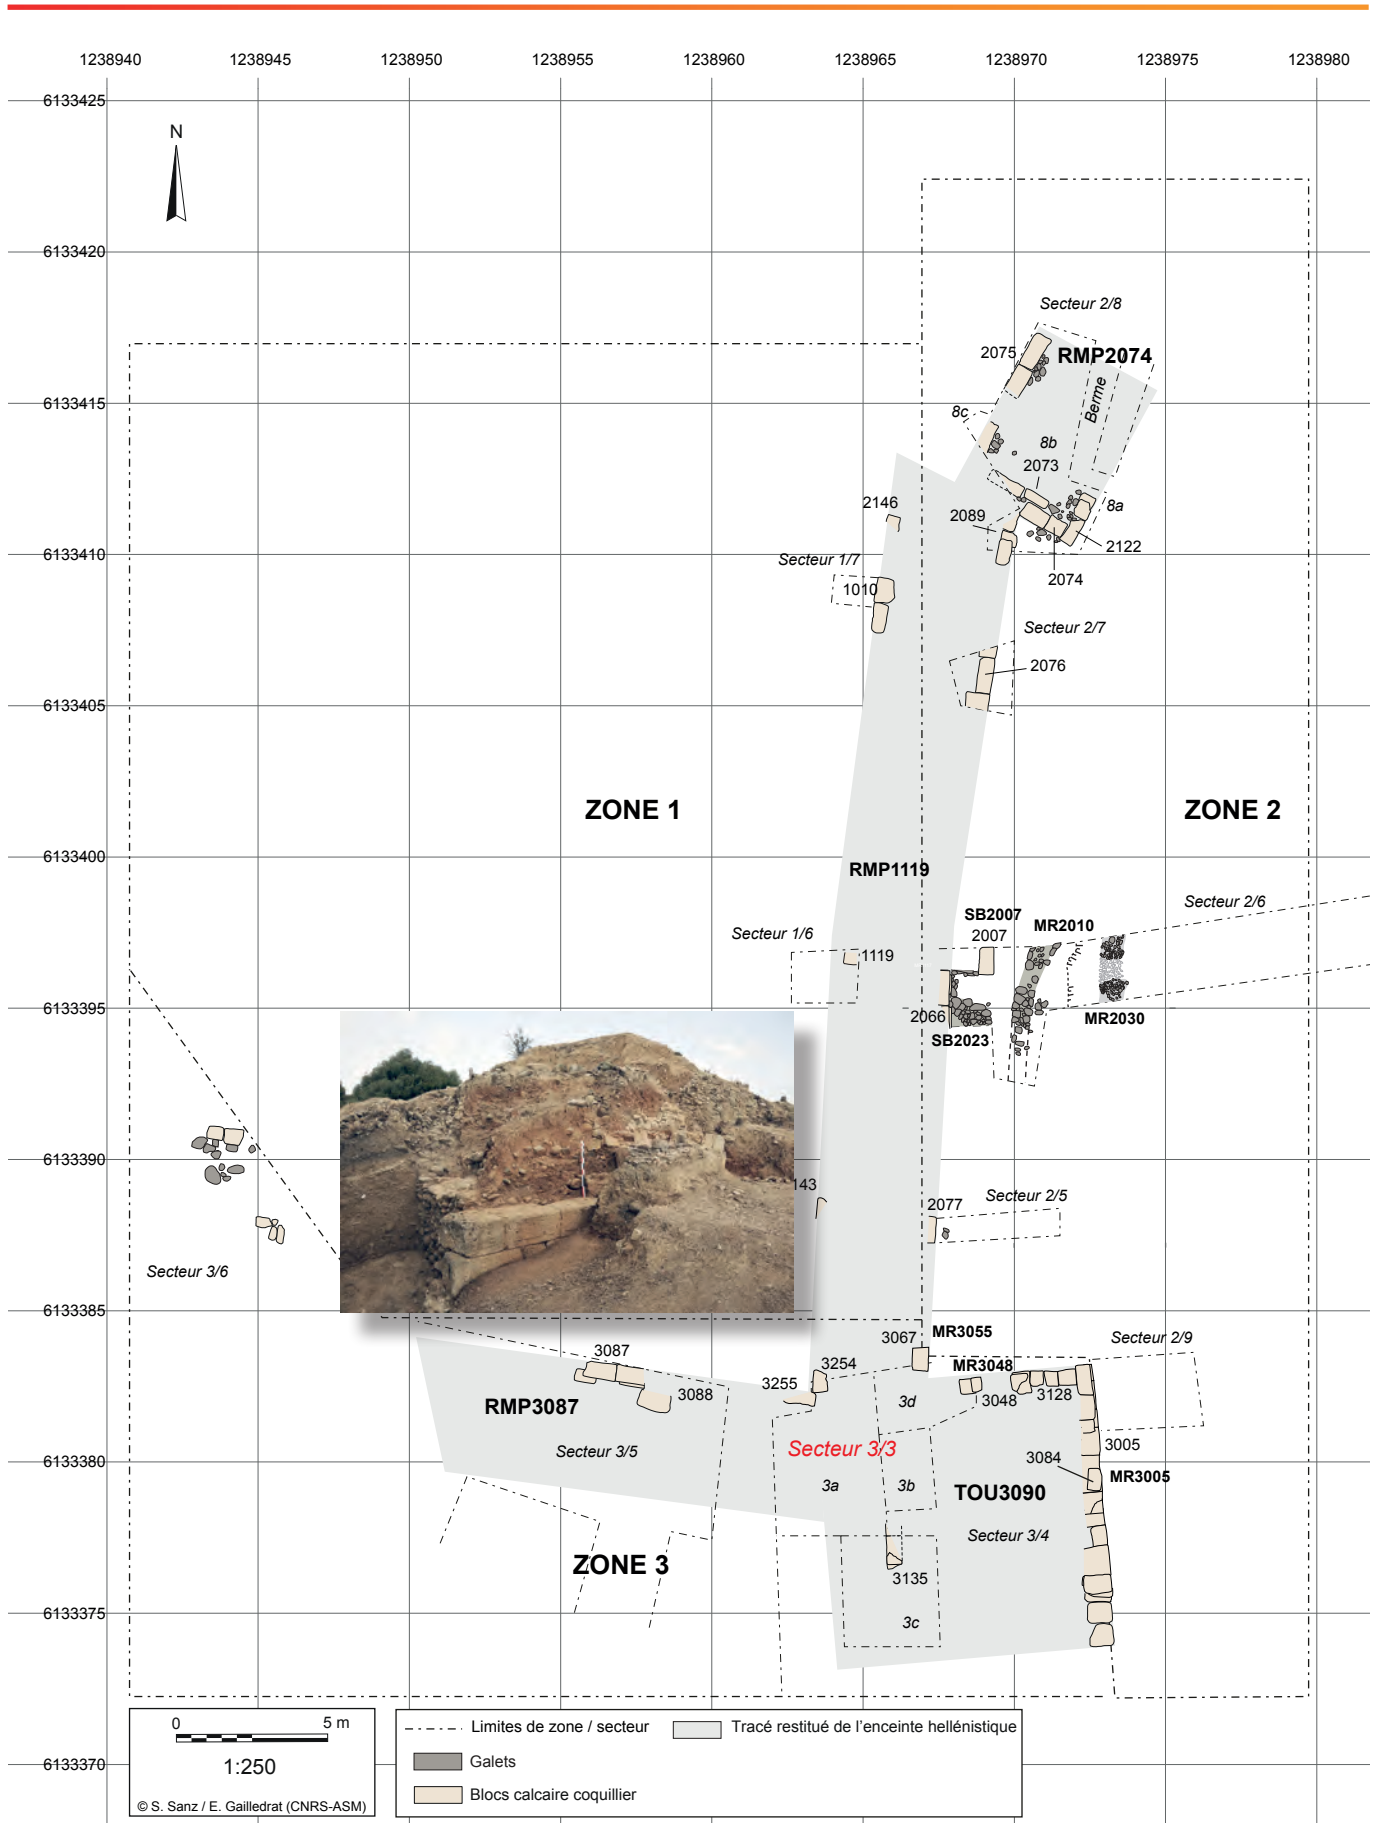 1238940 1238945 1238950 1238955 1238960 1238965 1238970 1238975 1238980
6133425
N
6133420
Secteur 2/8
2075
RMP2074
Berme
6133415
8c
8b
2073
2146
2089
8a
2122
6133410
Secteur 1/7
2074
1010
Secteur 2/7
2076
6133405
ZONE 1
ZONE 2
6133400
RMP1119
Secteur 2/6
SB2007
MR2010
2007
Secteur 1/6
1119
6133395
2066
MR2030
SB2023
6133390
143
Secteur 2/5
2077
Secteur 3/6
6133385
3067
MR3055
Secteur 2/9
3087
3254
MR3048
3255
3088
3d
3048
3128
RMP3087
Secteur 3/5
Secteur 3/3
3005
6133380
3084
MR3005
3a
3b
TOU3090
Secteur 3/4
ZONE 3
3135
6133375
3c
0 5 m
1:250
© S. Sanz / E. Gailledrat (CNRS-ASM)
Limites de zone / secteur
Tracé restitué de l'enceinte hellénistique
Galets
Blocs calcaire coquillier
6133370